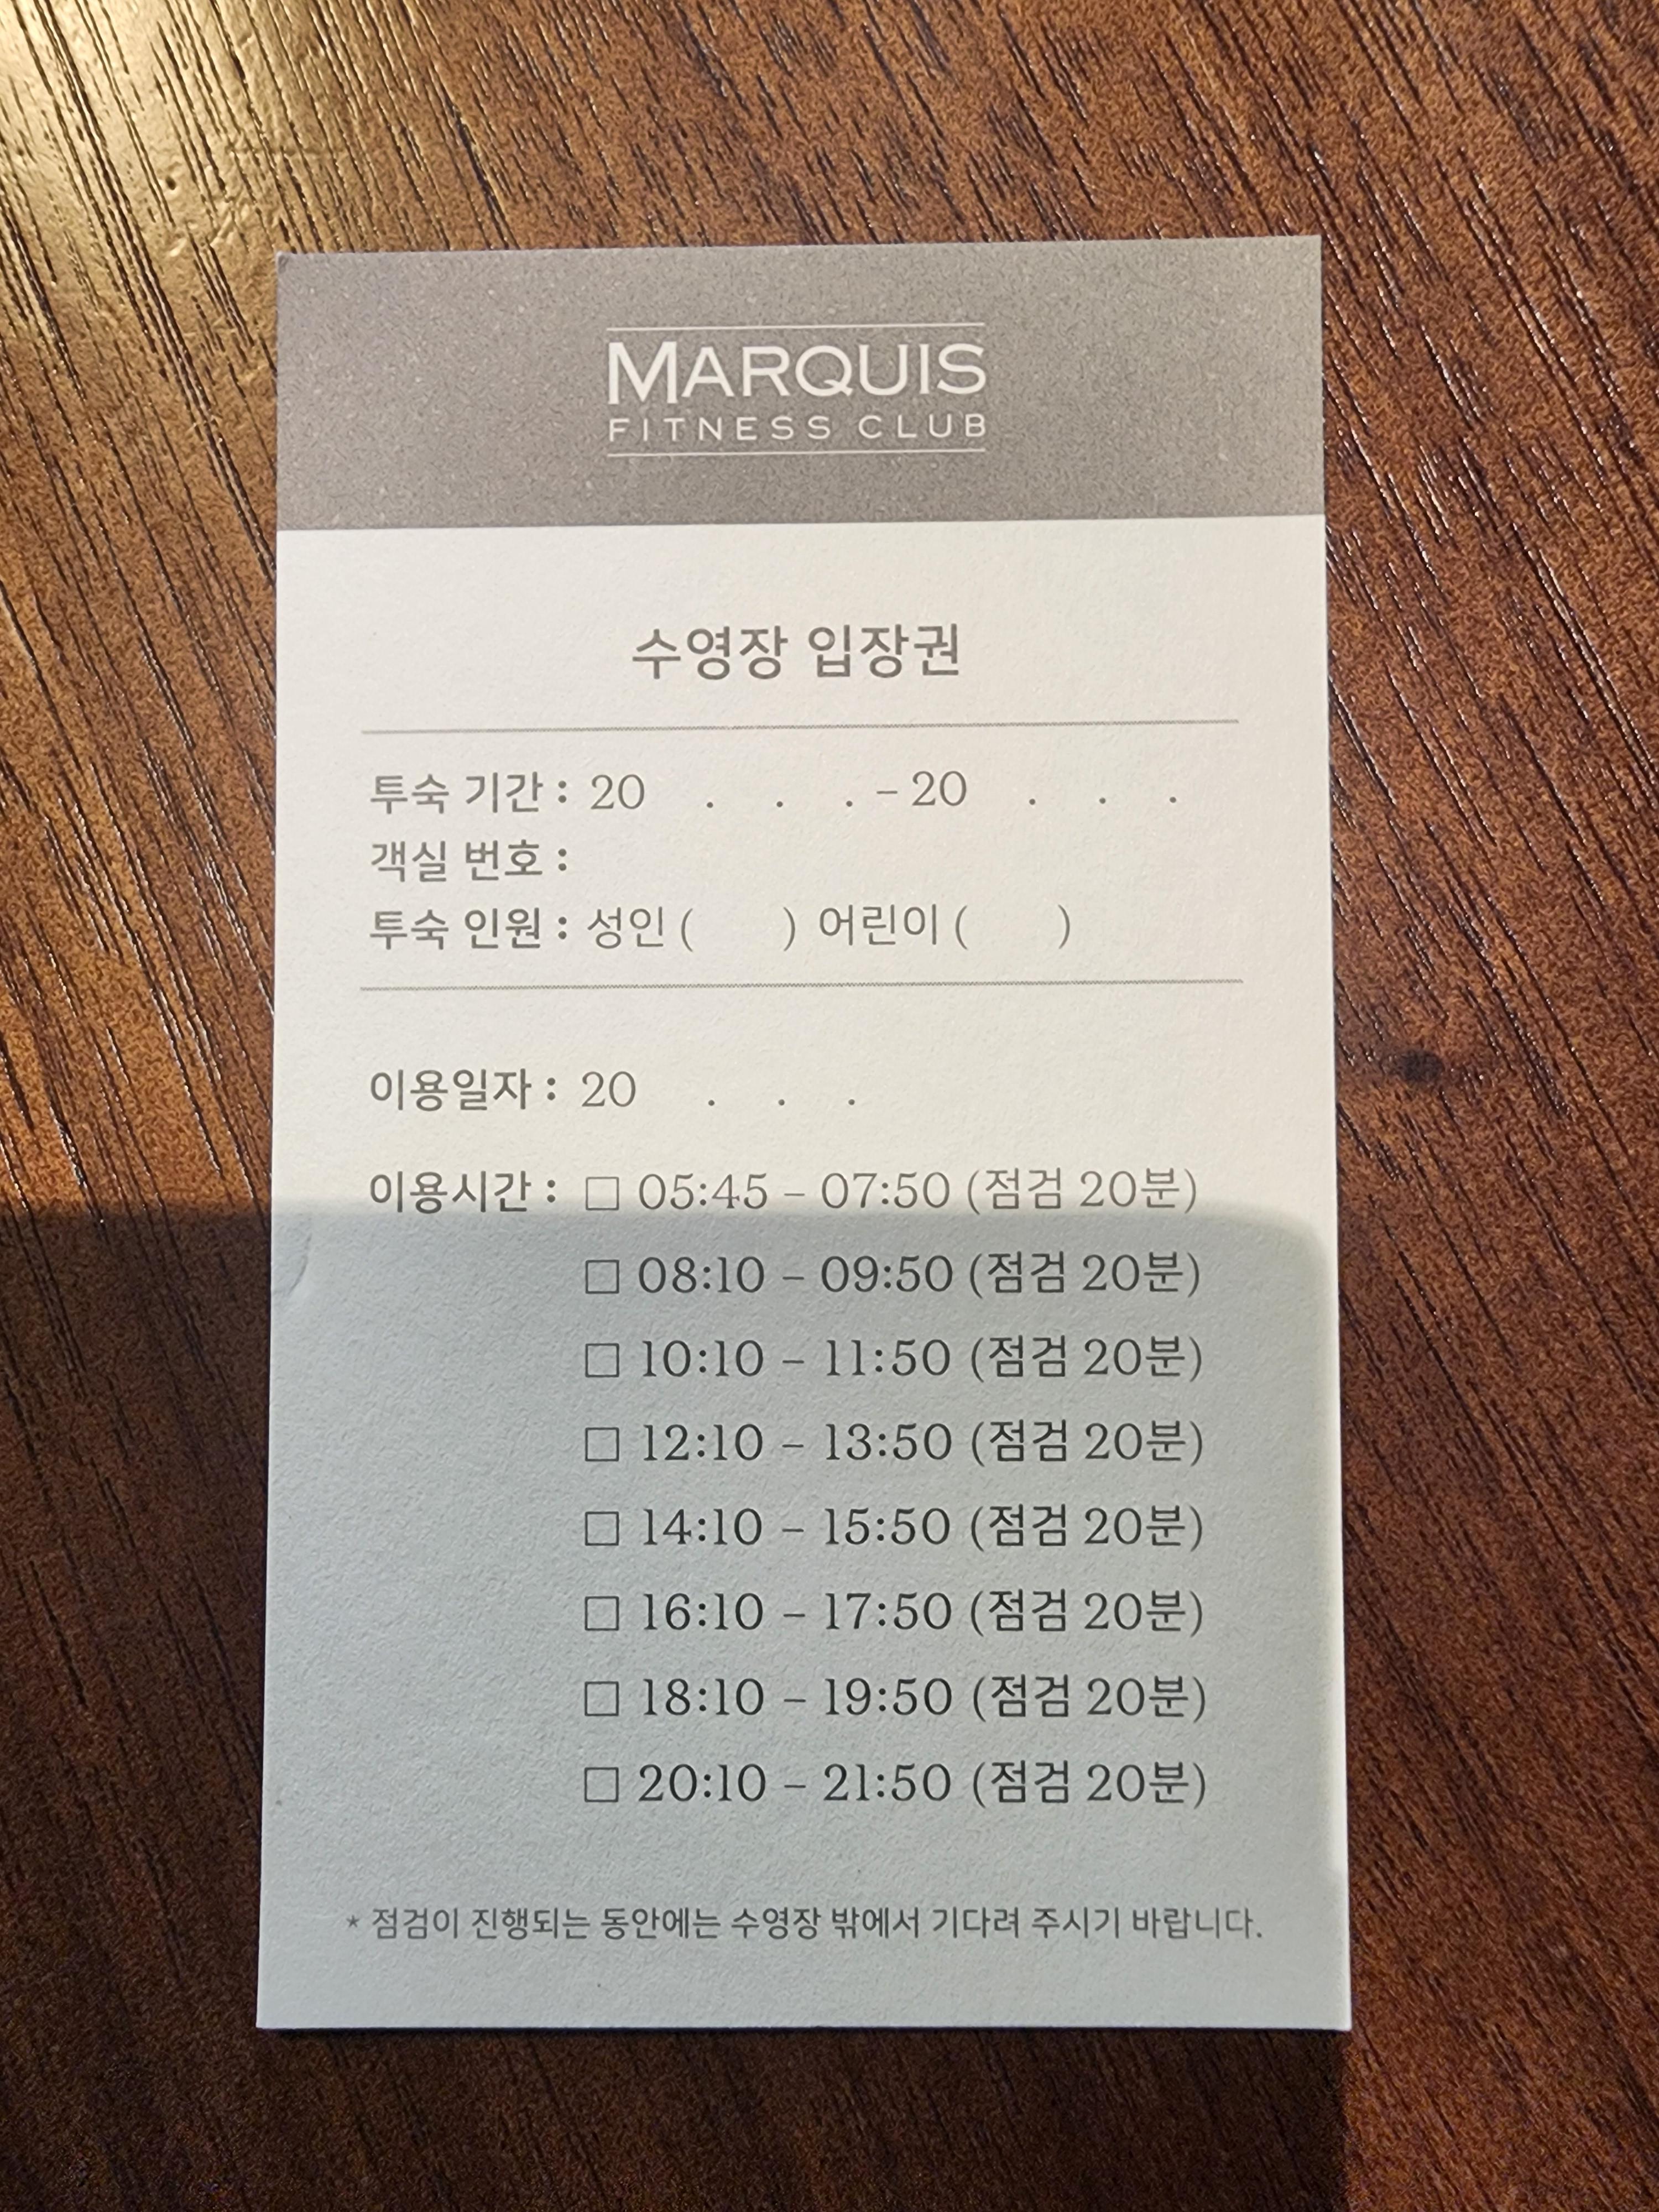 MARQUIS
FITNESS CLUB
수영장 입장권
투숙 기간 : 20 . . . – 20 . . .
객실 번호 :
투숙 인원 : 성인 ( ) 어린이 ( )
이용일자 : 20 . . .
이용시간 : □ 05:45 – 07:50 (점검 20분)
□ 08:10 – 09:50 (점검 20분)
□ 10:10 – 11:50 (점검 20분)
□ 12:10 – 13:50 (점검 20분)
□ 14:10 – 15:50 (점검 20분)
□ 16:10 – 17:50 (점검 20분)
□ 18:10 – 19:50 (점검 20분)
□ 20:10 – 21:50 (점검 20분)
* 점검이 진행되는 동안에는 수영장 밖에서 기다려 주시기 바랍니다.